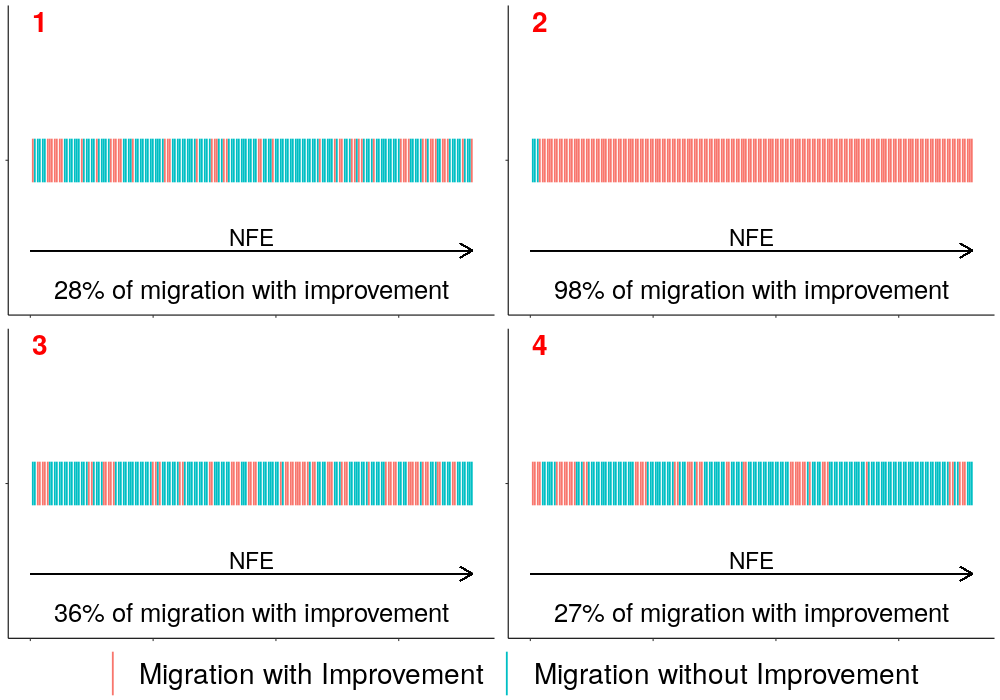 1
NFE
28% of migration with improvement
2
NFE
98% of migration with improvement
3
NFE
36% of migration with improvement
4
NFE
27% of migration with improvement
Migration with Improvement Migration without Improvement